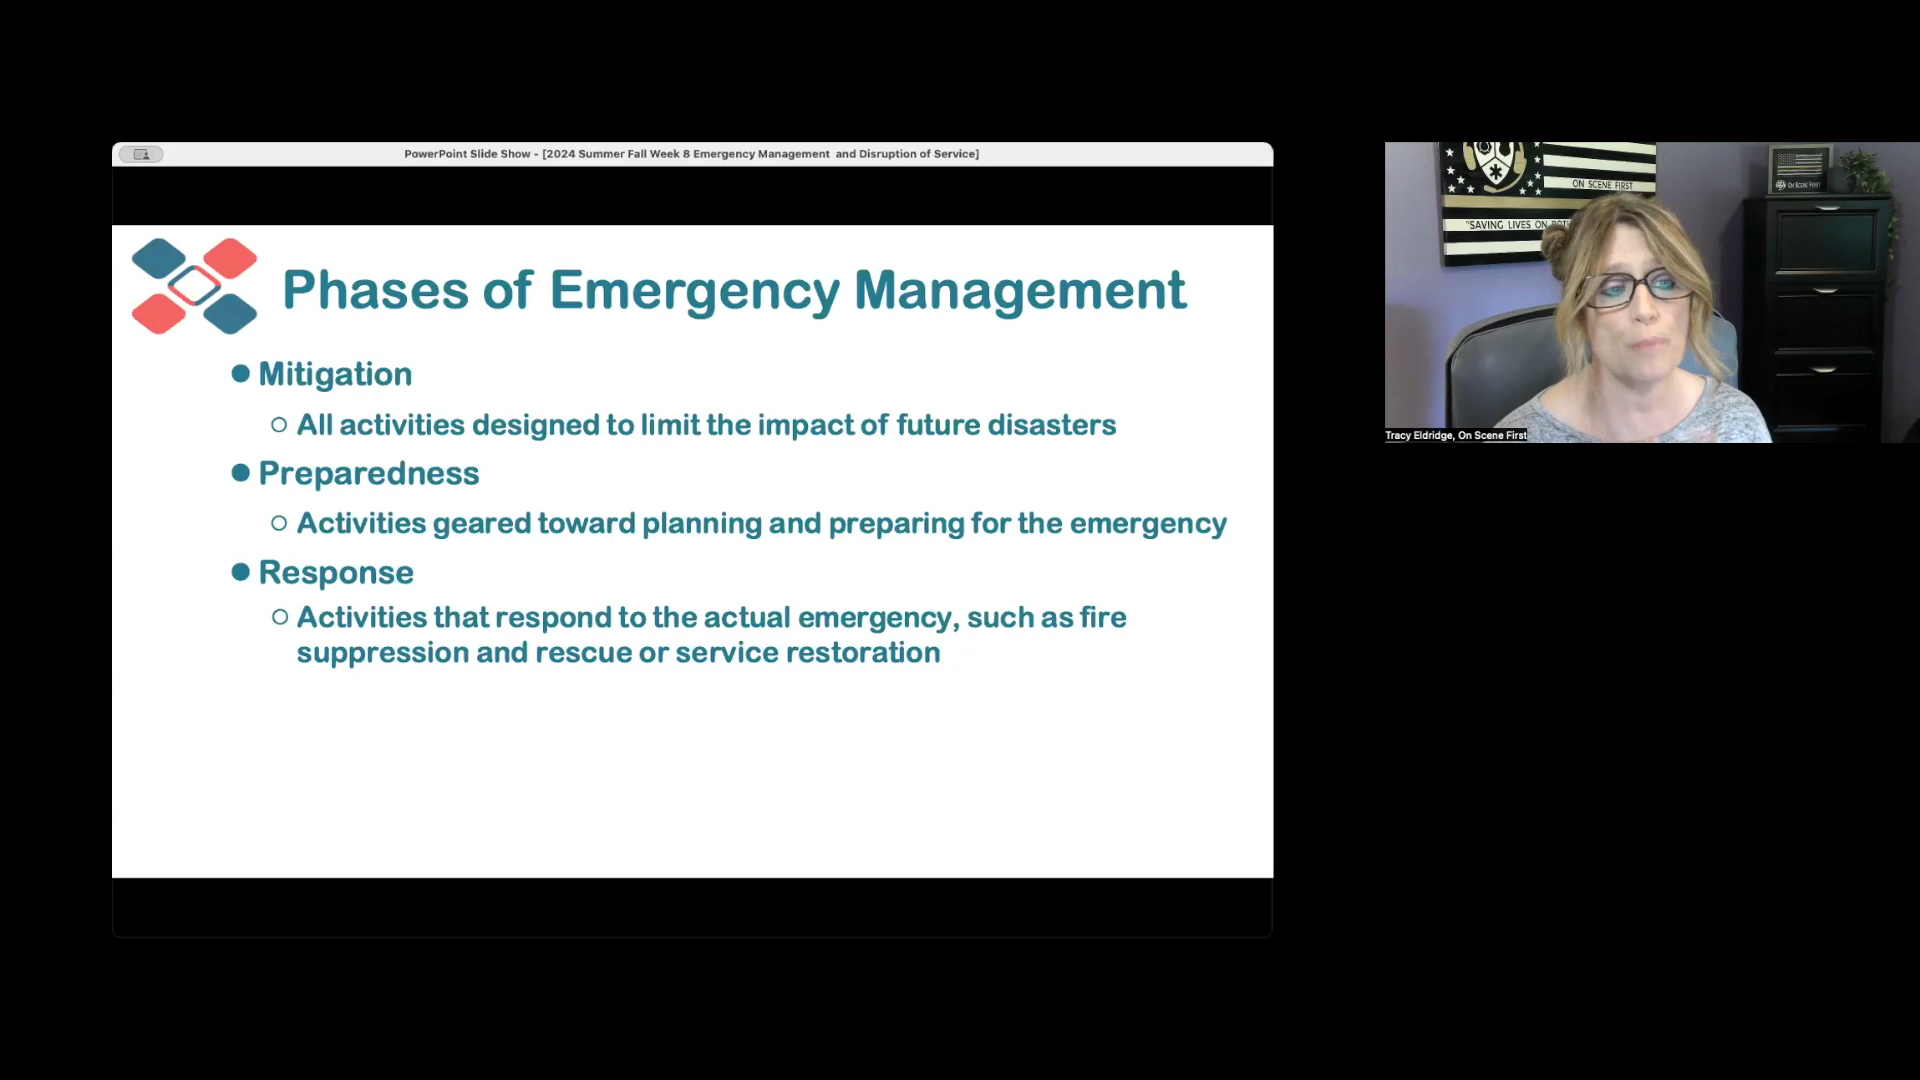 PowerPoint Slide Show - [2024 Summer Fall Week 8 Emergency Management and Disruption of Service]
Phases of Emergency Management
Mitigation
All activities designed to limit the impact of future disasters
Preparedness
Activities geared toward planning and preparing for the emergency
Response
Activities that respond to the actual emergency, such as fire
suppression and rescue or service restoration
ON SCENE FIRST
"SAVING LIVES ON
ON SCENE FIRST
Tracy Eldridge, On Scene First